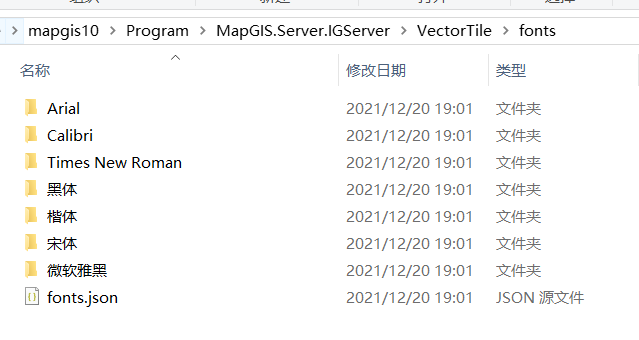 mapgis10 > Program > MapGIS.Server.IGServer > VectorTile > fonts
名称 修改日期 类型
Arial 2021/12/20 19:01 文件夹
Calibri 2021/12/20 19:01 文件夹
Times New Roman 2021/12/20 19:01 文件夹
黑体 2021/12/20 19:01 文件夹
楷体 2021/12/20 19:01 文件夹
宋体 2021/12/20 19:01 文件夹
微软雅黑 2021/12/20 19:01 文件夹
fonts.json 2021/12/20 19:01 JSON 源文件